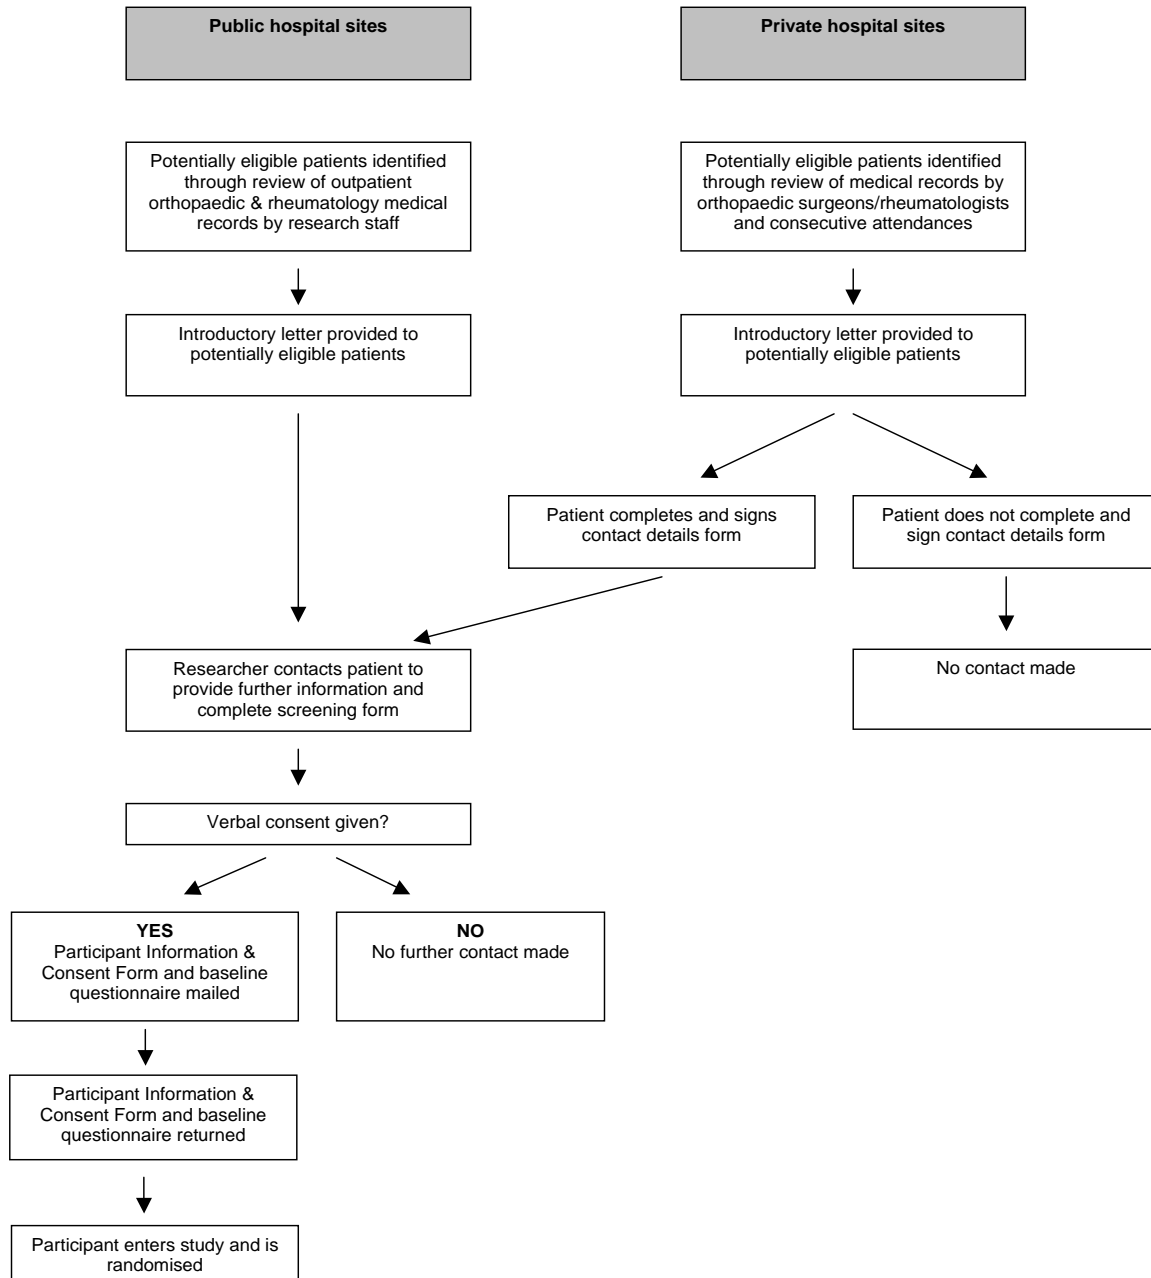 Public hospital sites
Private hospital sites
Potentially eligible patients identified
through review of outpatient
orthopaedic & rheumatology medical
records by research staff
Potentially eligible patients identified
through review of medical records by
orthopaedic surgeons/rheumatologists
and consecutive attendances
Introductory letter provided to
potentially eligible patients
Introductory letter provided to
potentially eligible patients
Patient completes and signs
contact details form
Patient does not complete and
sign contact details form
Researcher contacts patient to
provide further information and
complete screening form
No contact made
Verbal consent given?
YES
Participant Information &
Consent Form and baseline
questionnaire mailed
NO
No further contact made
Participant Information &
Consent Form and baseline
questionnaire returned
Participant enters study and is
randomised